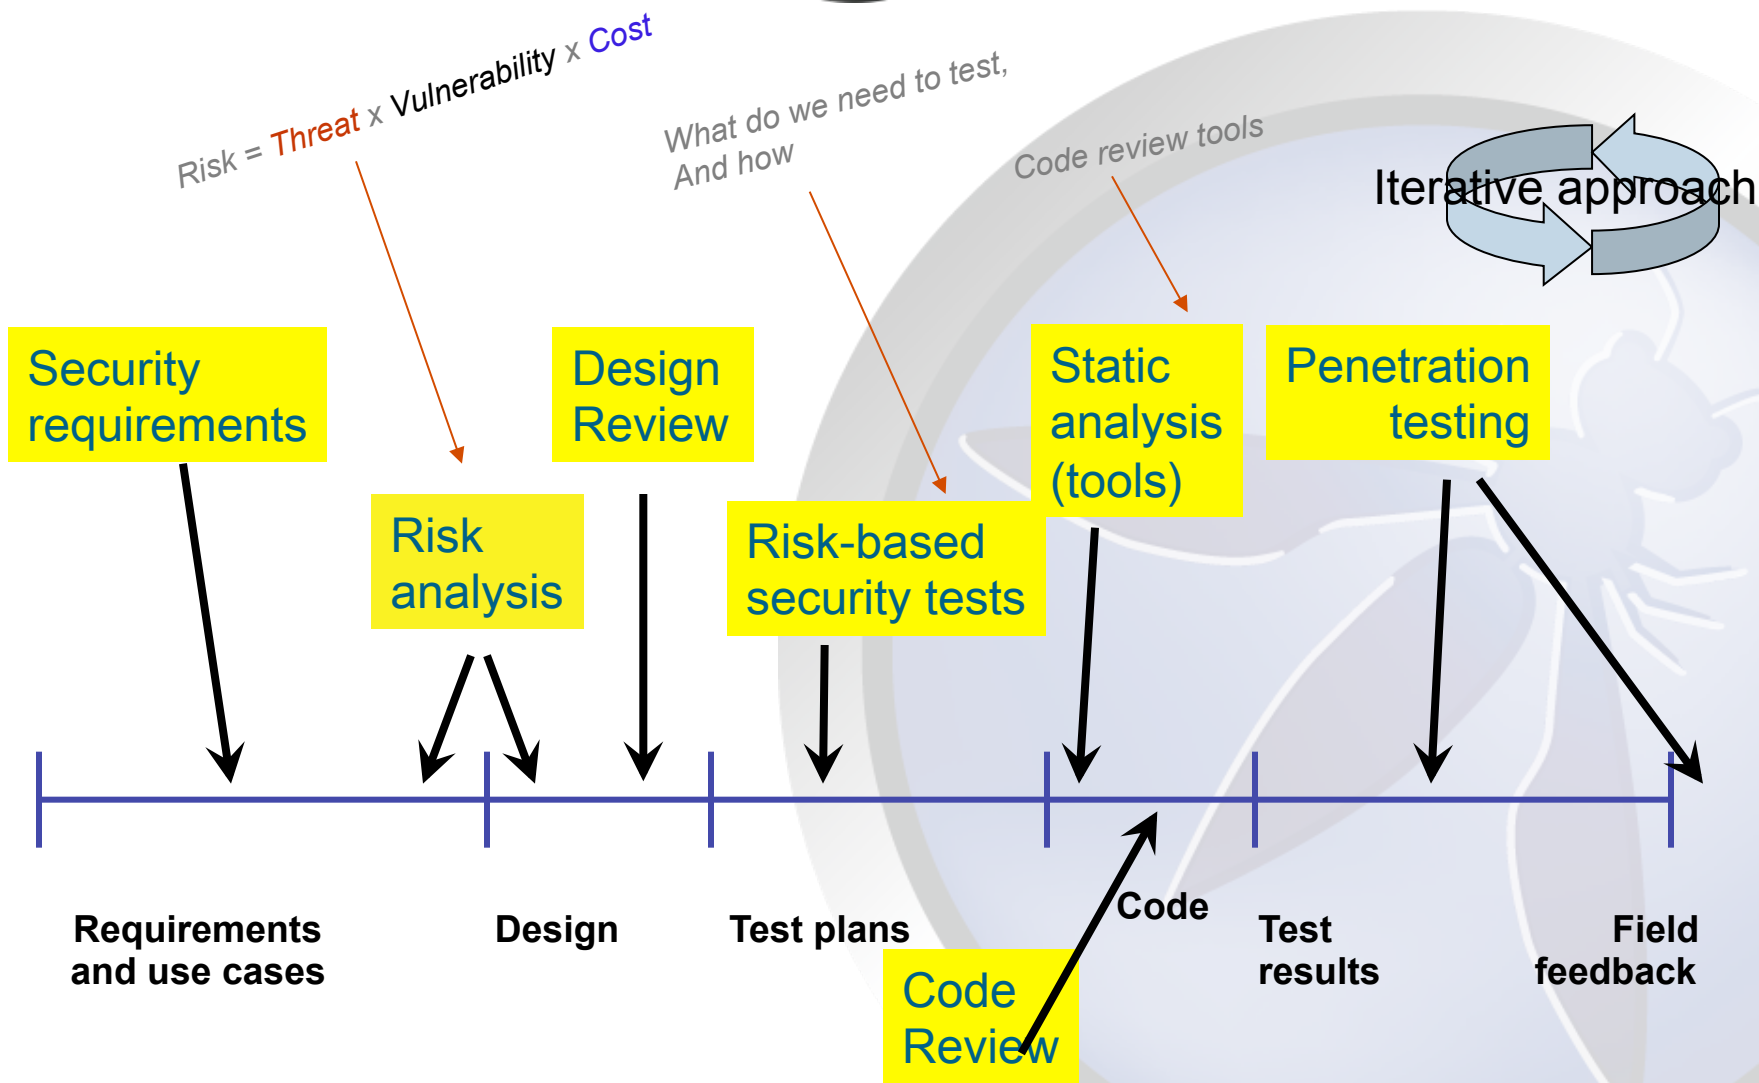 Risk = Threat x Vulnerability x Cost
What do we need to test,
And how
Code review tools
Iterative approach
Security
requirements
Design
Review
Static
analysis
(tools)
Penetration
testing
Risk
analysis
Risk-based
security tests
Requirements
and use cases
Design
Test plans
Code
Test
results
Field
feedback
Code
Review